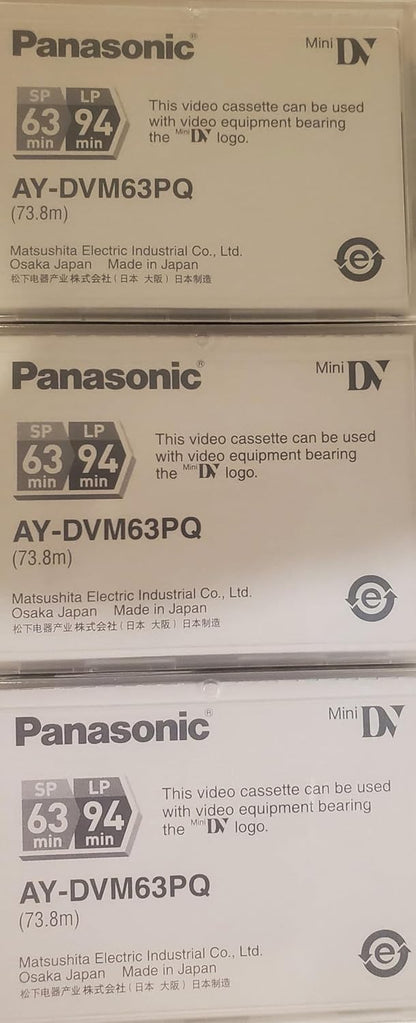 Panasonic®
Mini DV
SP LP
63 94
min min
This video cassette can be used
with video equipment bearing
the Mini DV logo.
AY-DVM63PQ
(73.8m)
Matsushita Electric Industrial Co., Ltd.
Osaka Japan Made in Japan
松下电器产业株式会社(日本 大阪)日本制造
e
Panasonic®
Mini DV
SP LP
63 94
min min
This video cassette can be used
with video equipment bearing
the Mini DV logo.
AY-DVM63PQ
(73.8m)
Matsushita Electric Industrial Co., Ltd.
Osaka Japan Made in Japan
松下电器产业株式会社(日本 大阪)日本制造
e
Panasonic®
Mini DV
SP LP
63 94
min min
This video cassette can be used
with video equipment bearing
the Mini DV logo.
AY-DVM63PQ
(73.8m)
Matsushita Electric Industrial Co., Ltd.
Osaka Japan Made in Japan
松下电器产业株式会社(日本 大阪)日本制造
e